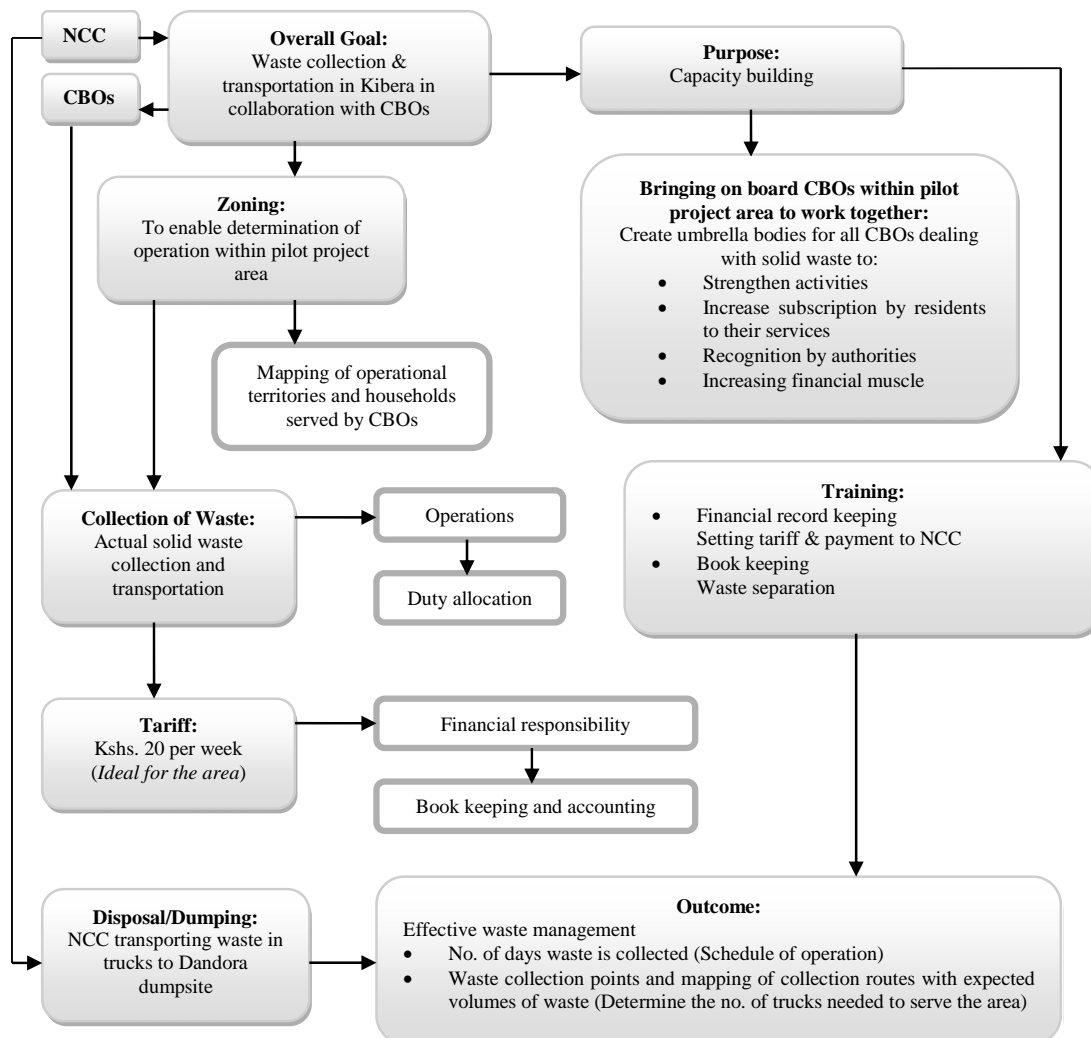 NCC
Overall Goal:
Waste collection &
transportation in Kibera in
collaboration with CBOs
Purpose:
Capacity building
CBOs
Zoning:
To enable determination of
operation within pilot project
area
Bringing on board CBOs within pilot
project area to work together:
Create umbrella bodies for all CBOs dealing
with solid waste to:
• Strengthen activities
• Increase subscription by residents
to their services
• Recognition by authorities
• Increasing financial muscle
Mapping of operational
territories and households
served by CBOs
Collection of Waste:
Actual solid waste
collection and
transportation
Operations
Duty allocation
Training:
• Financial record keeping
Setting tariff & payment to NCC
• Book keeping
Waste separation
Tariff:
Kshs. 20 per week
(Ideal for the area)
Financial responsibility
Book keeping and accounting
Disposal/Dumping:
NCC transporting waste in
trucks to Dandora
dumpsite
Outcome:
Effective waste management
• No. of days waste is collected (Schedule of operation)
• Waste collection points and mapping of collection routes with expected
volumes of waste (Determine the no. of trucks needed to serve the area)